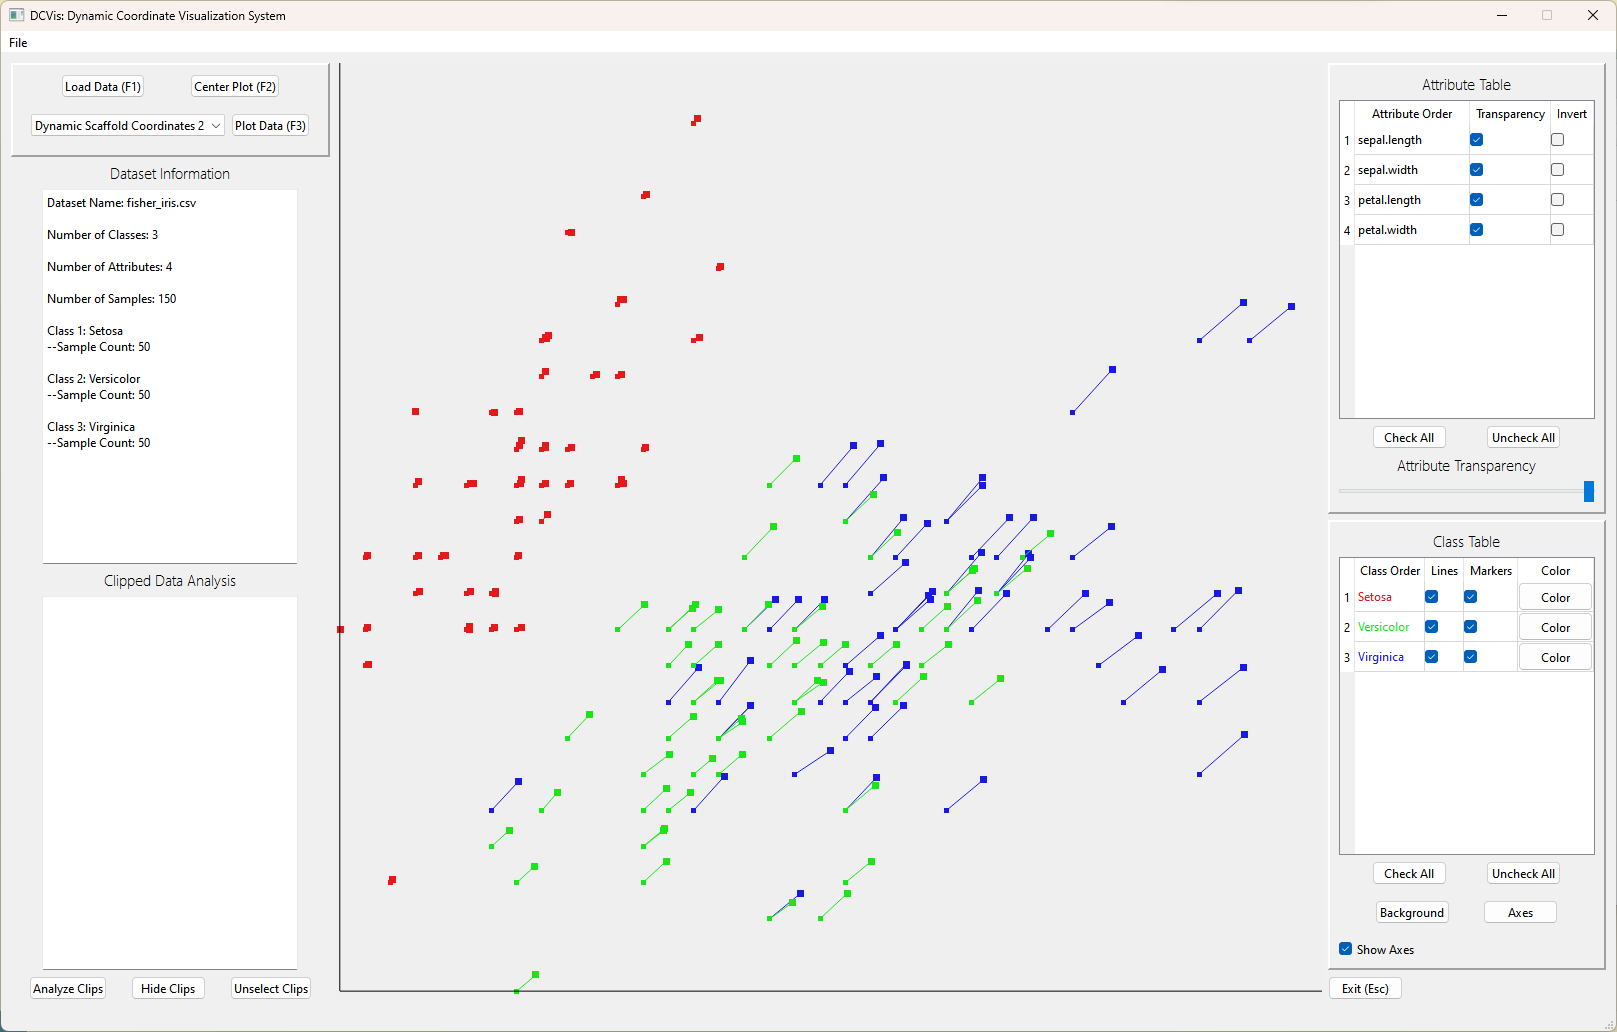 DCVis: Dynamic Coordinate Visualization System
File
Load Data (F1)
Center Plot (F2)
Dynamic Scaffold Coordinates 2
Plot Data (F3)
Dataset Information
Dataset Name: fisher_iris.csv
Number of Classes: 3
Number of Attributes: 4
Number of Samples: 150
Class 1: Setosa
--Sample Count: 50
Class 2: Versicolor
--Sample Count: 50
Class 3: Virginica
--Sample Count: 50
Clipped Data Analysis
Analyze Clips
Hide Clips
Unselect Clips
Attribute Table
Attribute Order Transparency Invert
1 sepal.length
2 sepal.width
3 petal.length
4 petal.width
Check All
Uncheck All
Attribute Transparency
Class Table
Class Order Lines Markers Color
1 Setosa Color
2 Versicolor Color
3 Virginica Color
Check All
Uncheck All
Background
Axes
Show Axes
Exit (Esc)